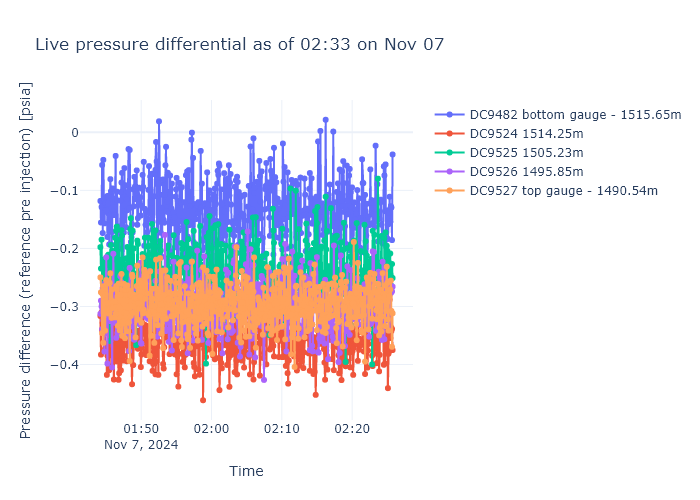 Live pressure differential as of 02:33 on Nov 07
Pressure difference (reference pre injection) [psia]
0
−0.1
−0.2
−0.3
−0.4
01:50
Nov 7, 2024
02:00
02:10
02:20
Time
DC9482 bottom gauge - 1515.65m
DC9524 1514.25m
DC9525 1505.23m
DC9526 1495.85m
DC9527 top gauge - 1490.54m